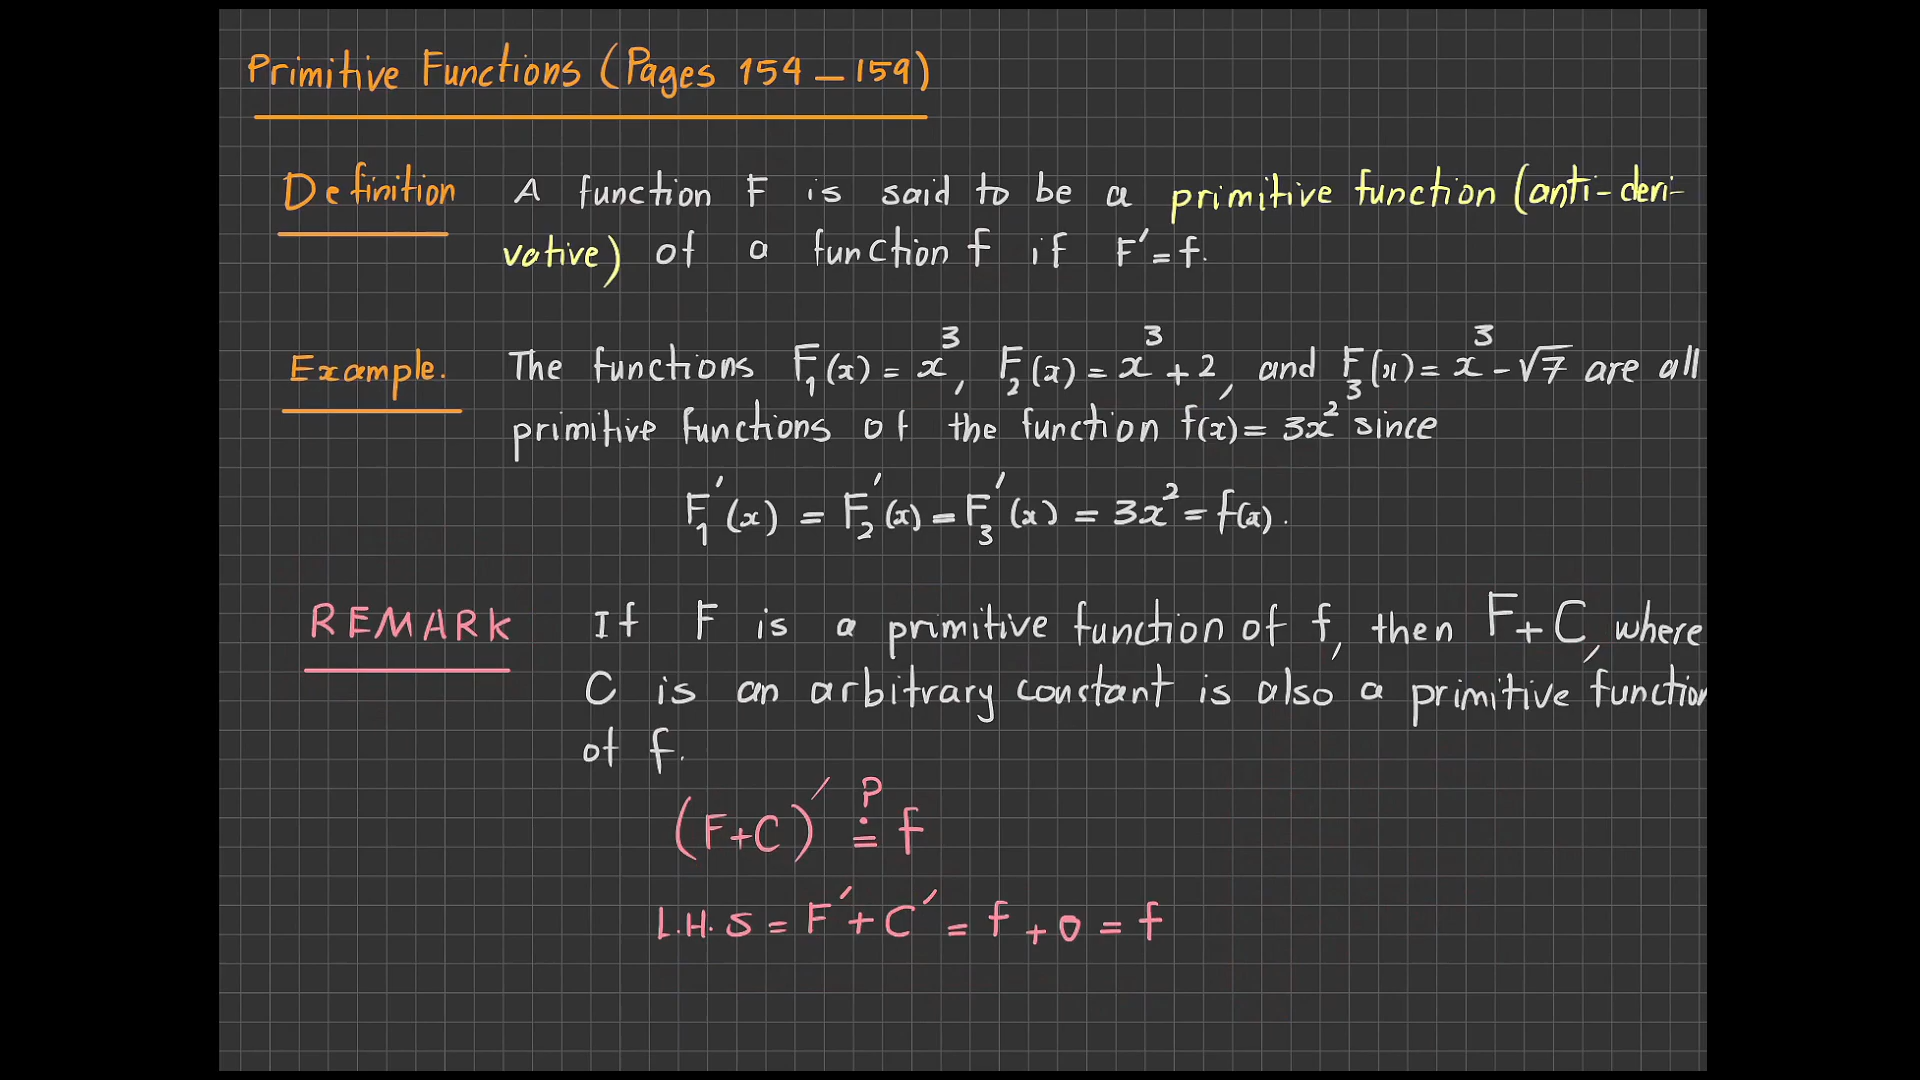 Primitive Functions (Pages 154 – 159)
Definition A function F is said to be a primitive function (anti-deri-
vative) of a function f if F′ = f.
Example. The functions F₁(x) = x³, F₂(x) = x³ + 2, and F₃(x) = x³ – √7 are all
primitive functions of the function f(x) = 3x² since
F₁′(x) = F₂′(x) = F₃′(x) = 3x² = f(x).
REMARK If F is a primitive function of f, then F + C, where
C is an arbitrary constant is also a primitive function
of f.
(F+C)′ ≐ f
P
L.H.S = F′ + C′ = f + 0 = f